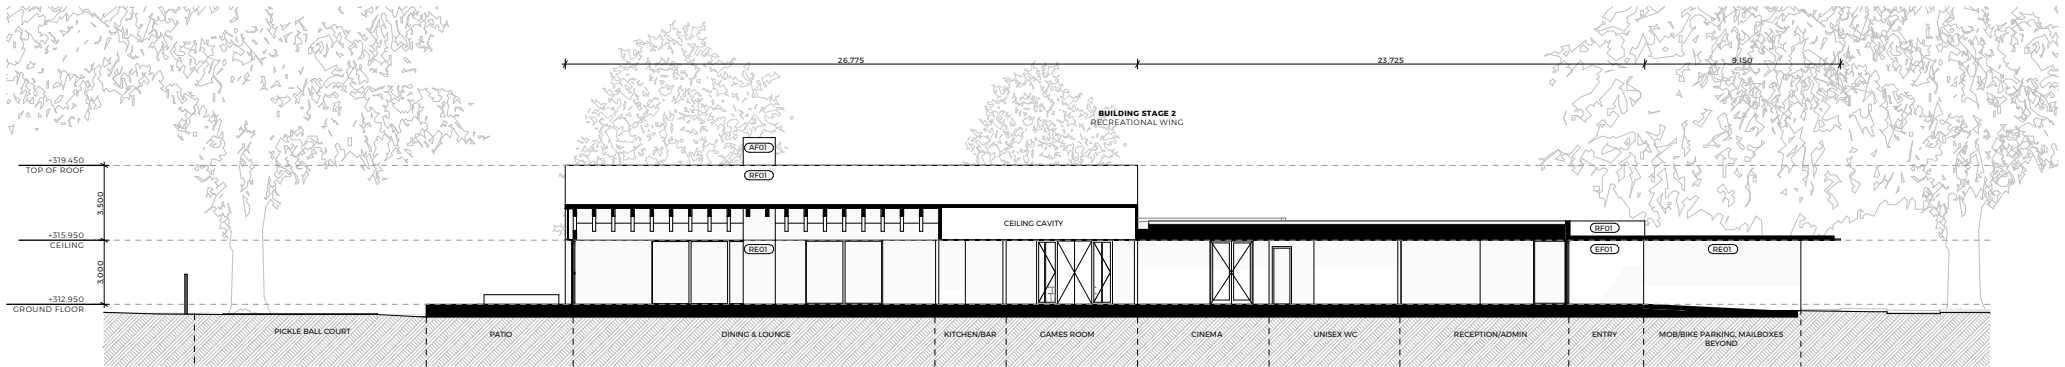 26,775
23,725
9,150
BUILDING STAGE 2
RECREATIONAL WING
AF01
+319.450
TOP OF ROOF
RF01
3,500
CEILING CAVITY
RF01
+315.950
CEILING
RE01
EF01
RE01
3,000
+312.950
GROUND FLOOR
PICKLE BALL COURT
PATIO
DINING & LOUNGE
KITCHEN/BAR
GAMES ROOM
CINEMA
UNISEX WC
RECEPTION/ADMIN
ENTRY
MOB/BIKE PARKING, MAILBOXES
BEYOND